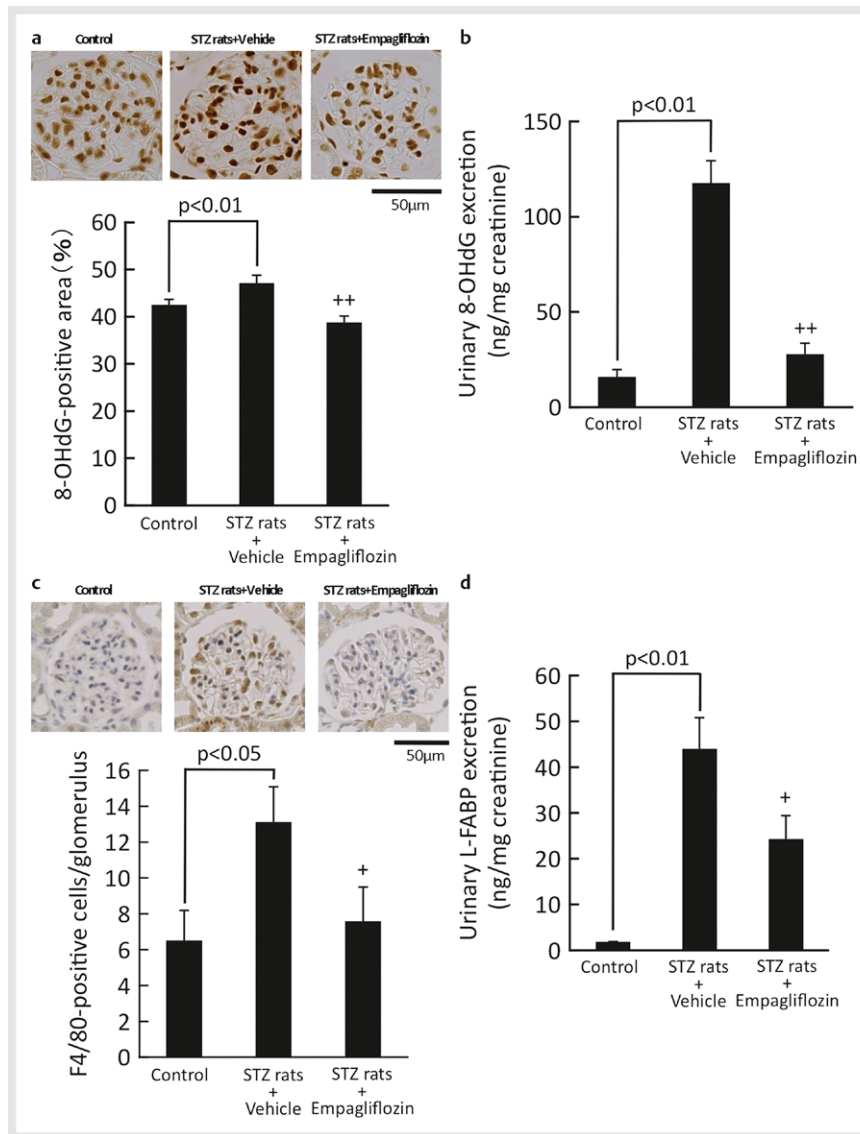 a
Control
STZ rats+Vehide
STZ rats+Empagliflozin
50μm
8-OHdG-positive area(%)
60
50
40
30
20
10
0
p<0.01
++
Control
STZ rats
+
Vehicle
STZ rats
+
Empagliflozin
b
Urinary 8-OHdG excretion
(ng/mg creatinine)
150
100
50
0
p<0.01
++
Control
STZ rats
+
Vehicle
STZ rats
+
Empagliflozin
c
Control
STZ rats+Vehide
STZ rats+Empagliflozin
50μm
F4/80-positive cells/glomerulus
16
14
12
10
8
6
4
2
0
p<0.05
+
Control
STZ rats
+
Vehicle
STZ rats
+
Empagliflozin
d
Urinary L-FABP excretion
(ng/mg creatinine)
60
50
40
30
20
10
0
p<0.01
+
Control
STZ rats
+
Vehicle
STZ rats
+
Empagliflozin